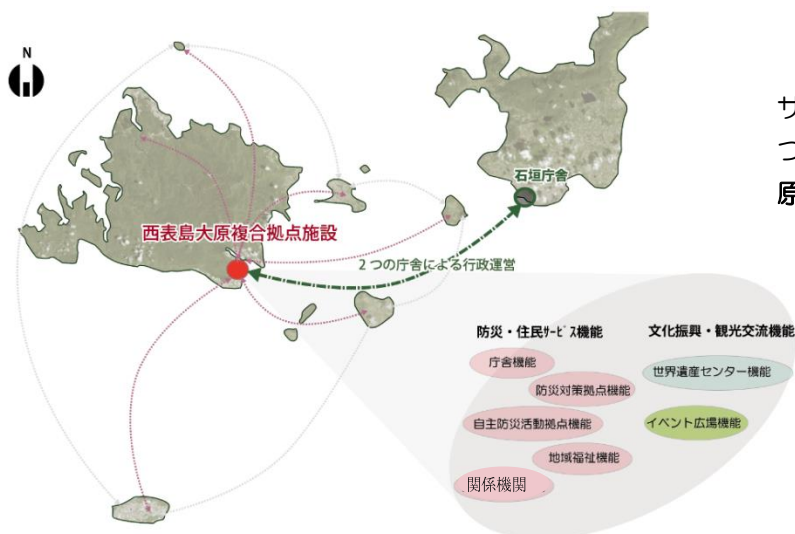 N
サ
つ
原
石垣庁舎
西表島大原複合拠点施設
2つの庁舎による行政運営
防災・住民ｻｰﾋﾞｽ機能
文化振興・観光交流機能
庁舎機能
世界遺産センター機能
防災対策拠点機能
自主防災活動拠点機能
イベント広場機能
地域福祉機能
関係機関